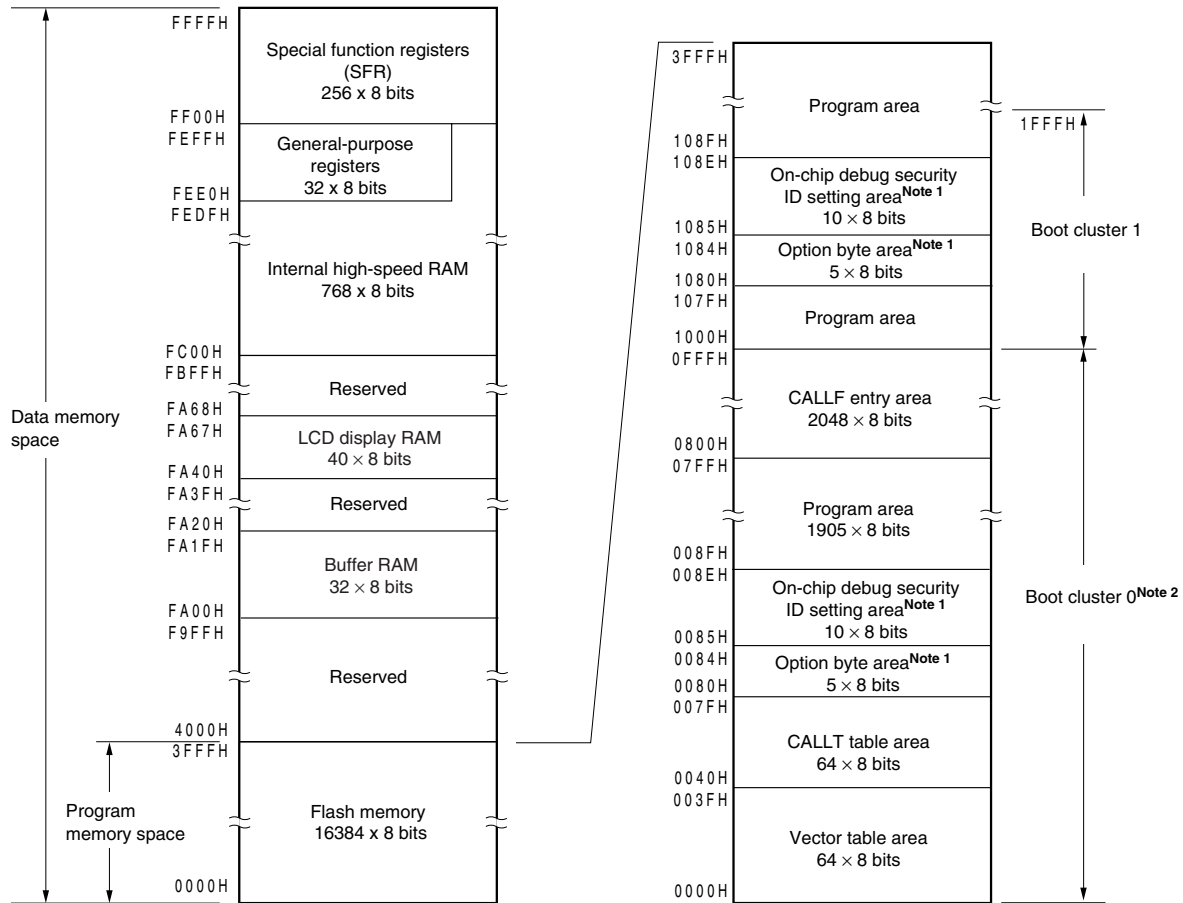 FFFFH
Special function registers
(SFR)
256 x 8 bits
FF00H
FEFFH
General-purpose
registers
32 x 8 bits
FEE0H
FEDFH
Internal high-speed RAM
768 x 8 bits
FC00H
FBFFH
Reserved
FA68H
FA67H
LCD display RAM
40 × 8 bits
FA40H
FA3FH
Reserved
FA20H
FA1FH
Buffer RAM
32 × 8 bits
FA00H
F9FFH
Reserved
4000H
3FFFH
Flash memory
16384 x 8 bits
0000H
Data memory
space
Program
memory space
3FFFH
Program area
1FFFH
108FH
108EH
On-chip debug security
ID setting areaNote 1
10 × 8 bits
1085H
1084H
Option byte areaNote 1
5 × 8 bits
1080H
107FH
Program area
1000H
0FFFH
Boot cluster 1
CALLF entry area
2048 × 8 bits
0800H
07FFH
Program area
1905 × 8 bits
008FH
008EH
On-chip debug security
ID setting areaNote 1
10 × 8 bits
0085H
0084H
Option byte areaNote 1
5 × 8 bits
0080H
007FH
CALLT table area
64 × 8 bits
0040H
003FH
Vector table area
64 × 8 bits
0000H
Boot cluster 0Note 2